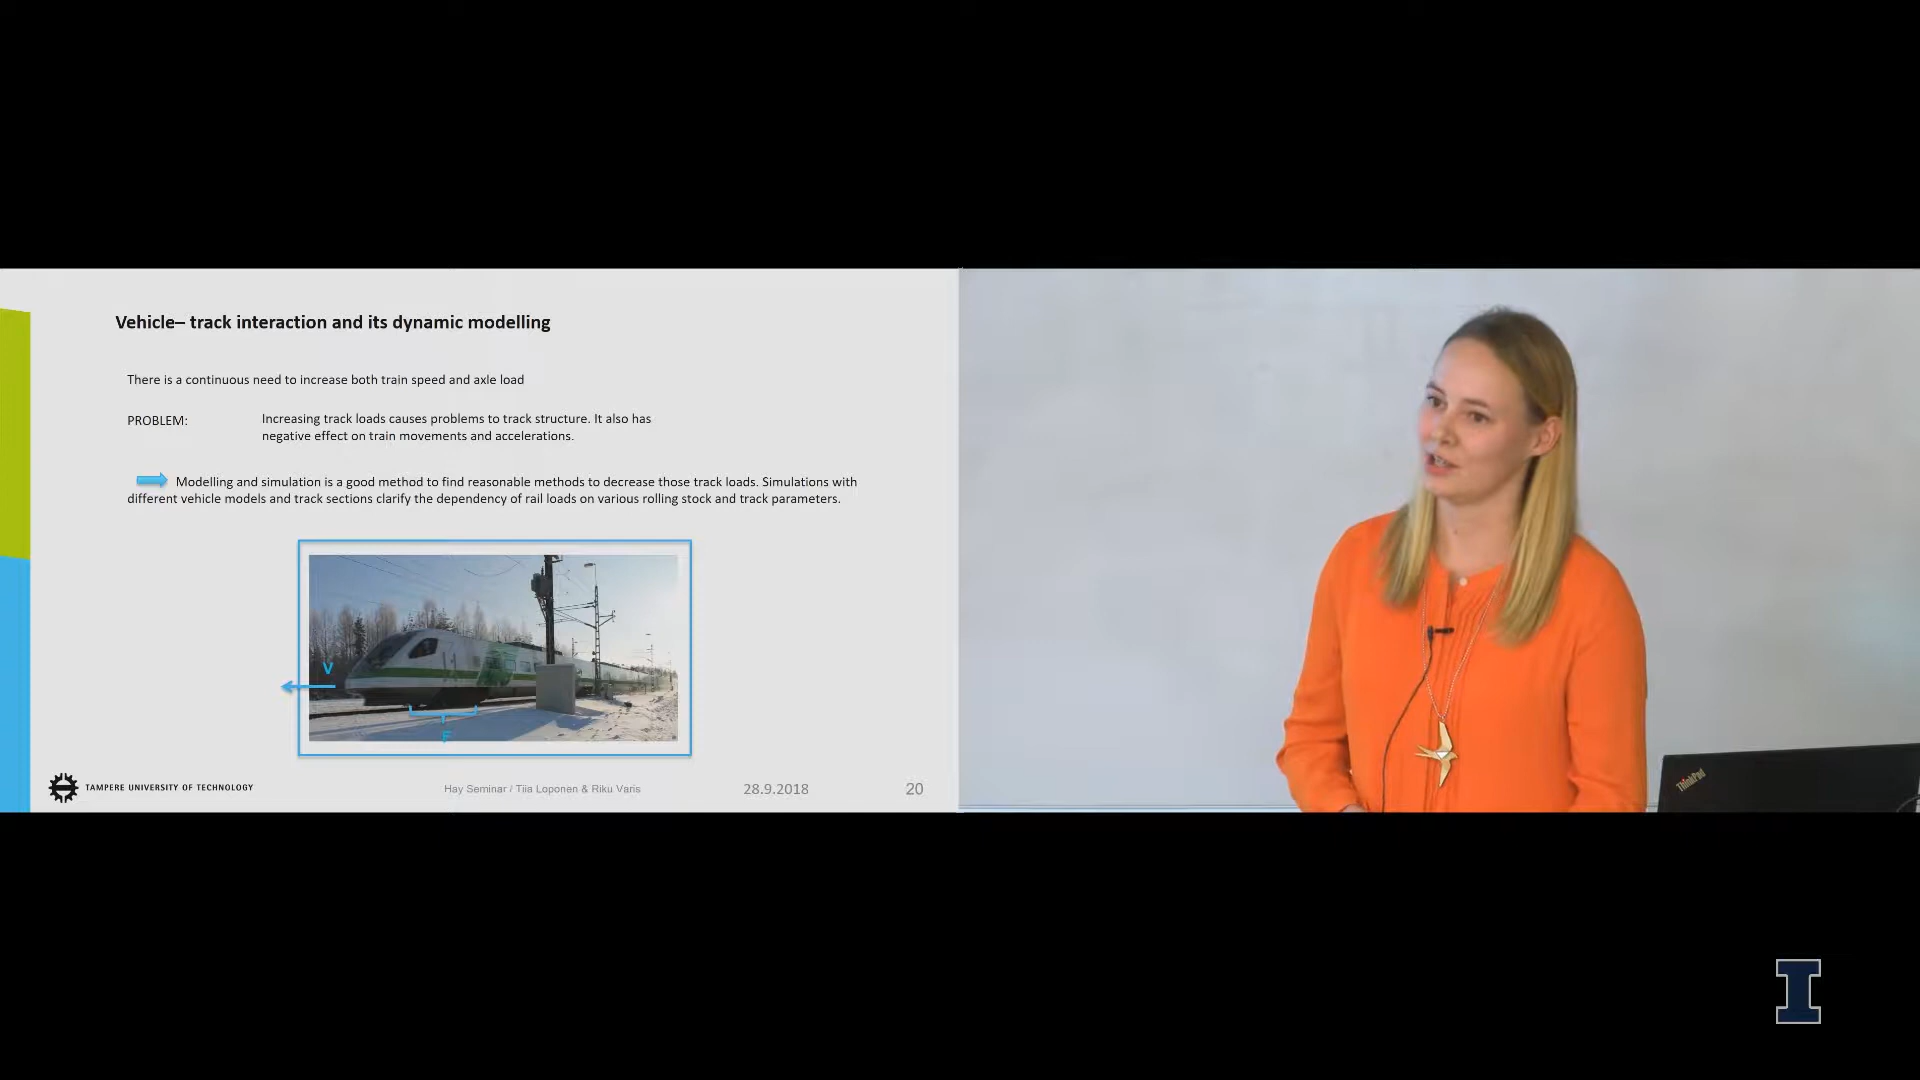 Vehicle– track interaction and its dynamic modelling
There is a continuous need to increase both train speed and axle load
PROBLEM:
Increasing track loads causes problems to track structure. It also has
negative effect on train movements and accelerations.
Modelling and simulation is a good method to find reasonable methods to decrease those track loads. Simulations with
different vehicle models and track sections clarify the dependency of rail loads on various rolling stock and track parameters.
V
F
TAMPERE UNIVERSITY OF TECHNOLOGY
Hay Seminar / Tiia Loponen & Riku Varis
28.9.2018
20
ThinkPad
I